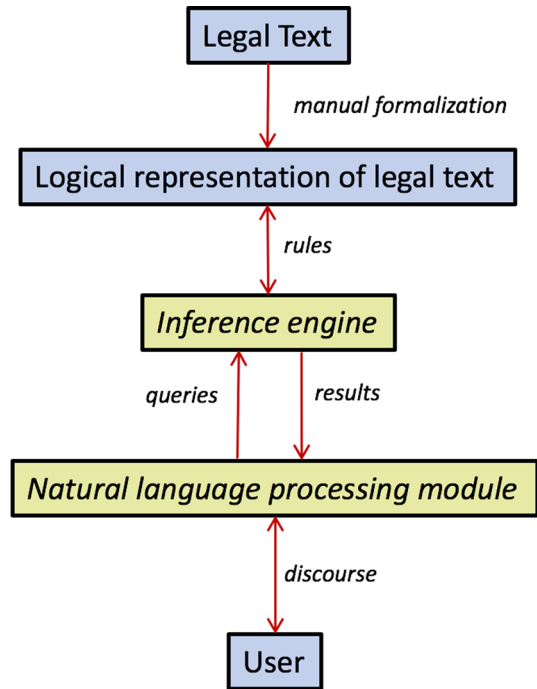 Legal Text
manual formalization
Logical representation of legal text
rules
Inference engine
queries
results
Natural language processing module
discourse
User